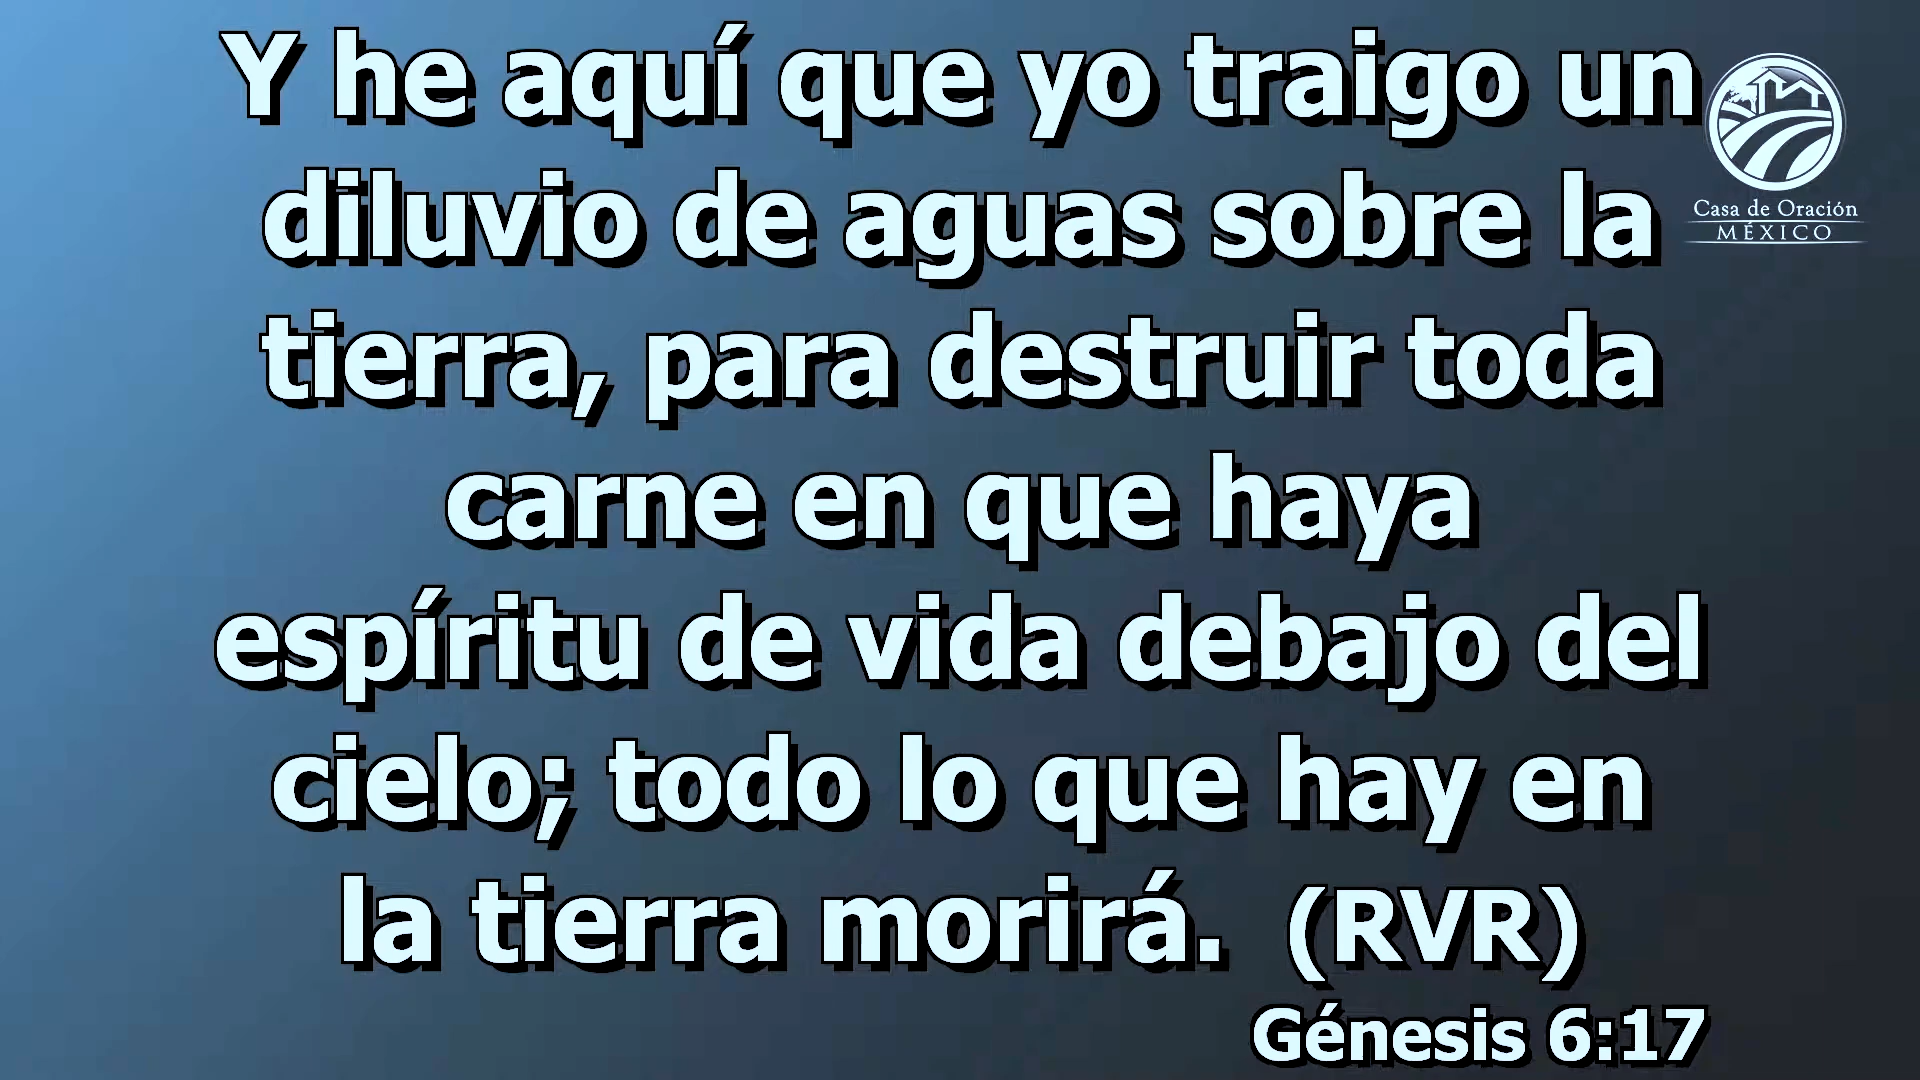 Y he aquí que yo traigo un
diluvio de aguas sobre la
tierra, para destruir toda
carne en que haya
espíritu de vida debajo del
cielo; todo lo que hay en
la tierra morirá.  (RVR)
Génesis 6:17
Casa de Oración
MÉXICO